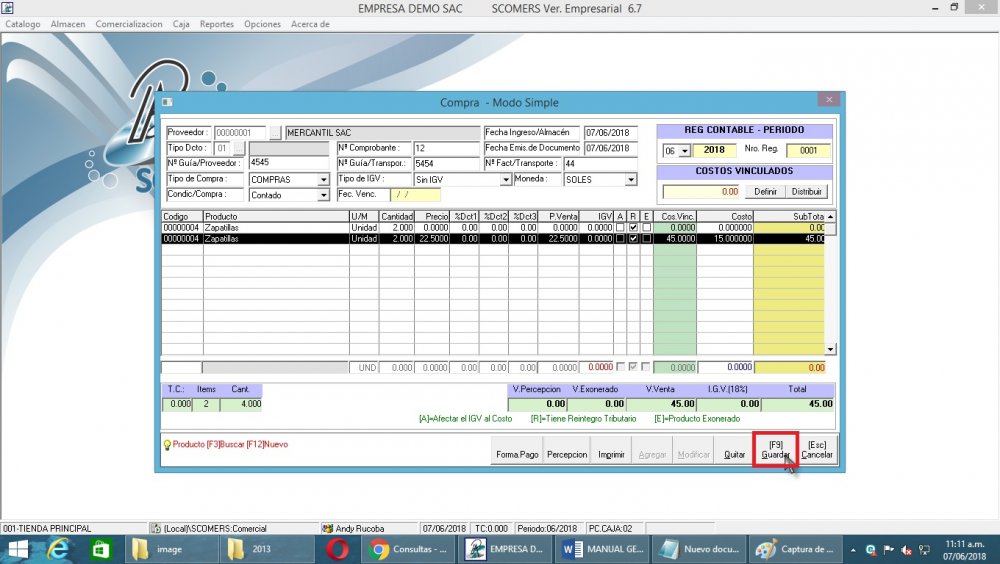 EMPRESA DEMO SAC SCOMERS Ver. Empresarial 6.7
Catalogo Almacen Comercializacion Caja Reportes Opciones Acerca de
Compra - Modo Simple
Proveedor : 00000001 ... MERCANTIL SAC Fecha Ingreso/Almacén 07/06/2018
Tipo Dcto : 01 ... Nº Comprobante : 12 Fecha Emis.de Documento 07/06/2018
Nº Guía/Proveedor : 4545 Nº Guía/Transpor.: 5454 Nº Fact/Transporte : 44
Tipo de Compra : COMPRAS Tipo de IGV : Sin IGV Moneda : SOLES
Condic/Compra : Contado Fec. Venc. / /
REG CONTABLE - PERIODO
06 2018 Nro. Reg. 0001
COSTOS VINCULADOS
0.00 Definir Distribuir
Codigo Producto U/M Cantidad Precio %Dct1 %Dct2 %Dct3 P.Venta IGV A R E Cos.Vinc. Costo SubTota
00000004 Zapatillas Unidad 2.000 0.0000 0.00 0.00 0.00 0.0000 0.0000 0.0000 0.000000 0.00
00000004 Zapatillas Unidad 2.000 22.5000 0.00 0.00 0.00 22.5000 0.0000 45.0000 15.000000 45.00
UND 0.000 0.0000 0.00 0.00 0.00 0.0000 0.0000 0.0000 0.0000 0.00
T.C.: Items Cant. V.Percepcion V.Exonerado V.Venta I.G.V.(18%) Total
0.000 2 4.000 0.00 0.00 45.00 0.00 45.00
[A]=Afectar el IGV al Costo [R]=Tiene Reintegro Tributario [E]=Producto Exonerado
Producto [F3]Buscar [F12]Nuevo
Forma.Pago Percepcion Imprimir Agregar Modificar Quitar [F9] Guardar [Esc] Cancelar
001-TIENDA PRINCIPAL (Local)\SCOMERS:Comercial Andy Rucoba 07/06/2018 TC:0.000 Periodo:06/2018 PC.CAJA:02
image 2013 Consultas - ... EMPRESA D... MANUAL GE... Nuevo docu... Captura de ... 11:11 a.m.
07/06/2018